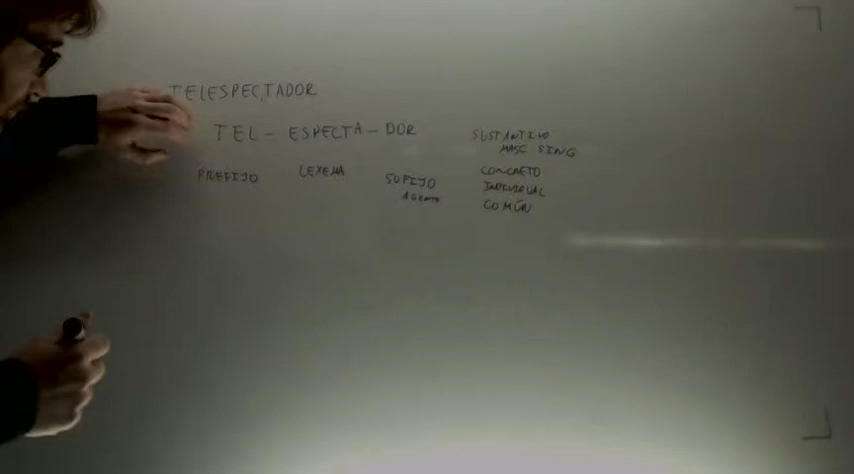 TELESPECTADOR
TEL - ESPECTA - DOR
PREFIJO LEXEMA SUFIJO
AGENTE
SUSTANTIVO
MASC SING
CONCRETO
INDIVIDUAL
COMÚN